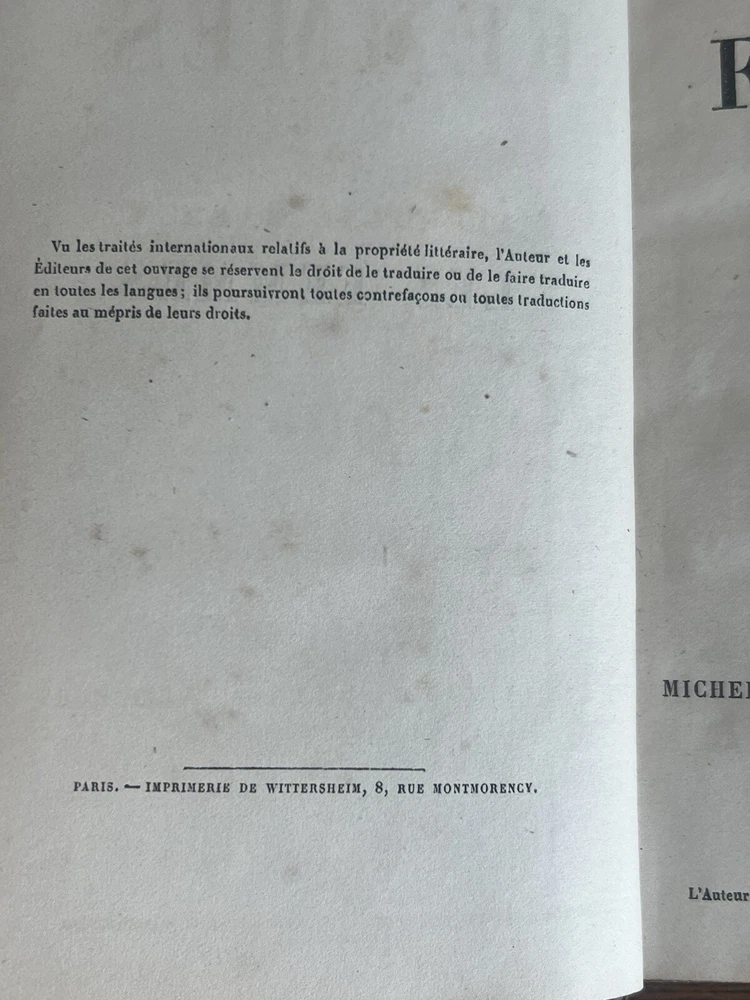 Vu les traités internationaux relatifs à la propriété littéraire, l'Auteur et les
Éditeurs de cet ouvrage se réservent le dróit de le traduire ou de le faire traduire
en toutes les langues; ils poursuivront toutes contrefaçons ou toutes traductions
faites au mépris de leurs droits.
PARIS. — IMPRIMERIE DE WITTERSHEIM, 8, RUE MONTMORENCY.
MICHEL
L'Auteur